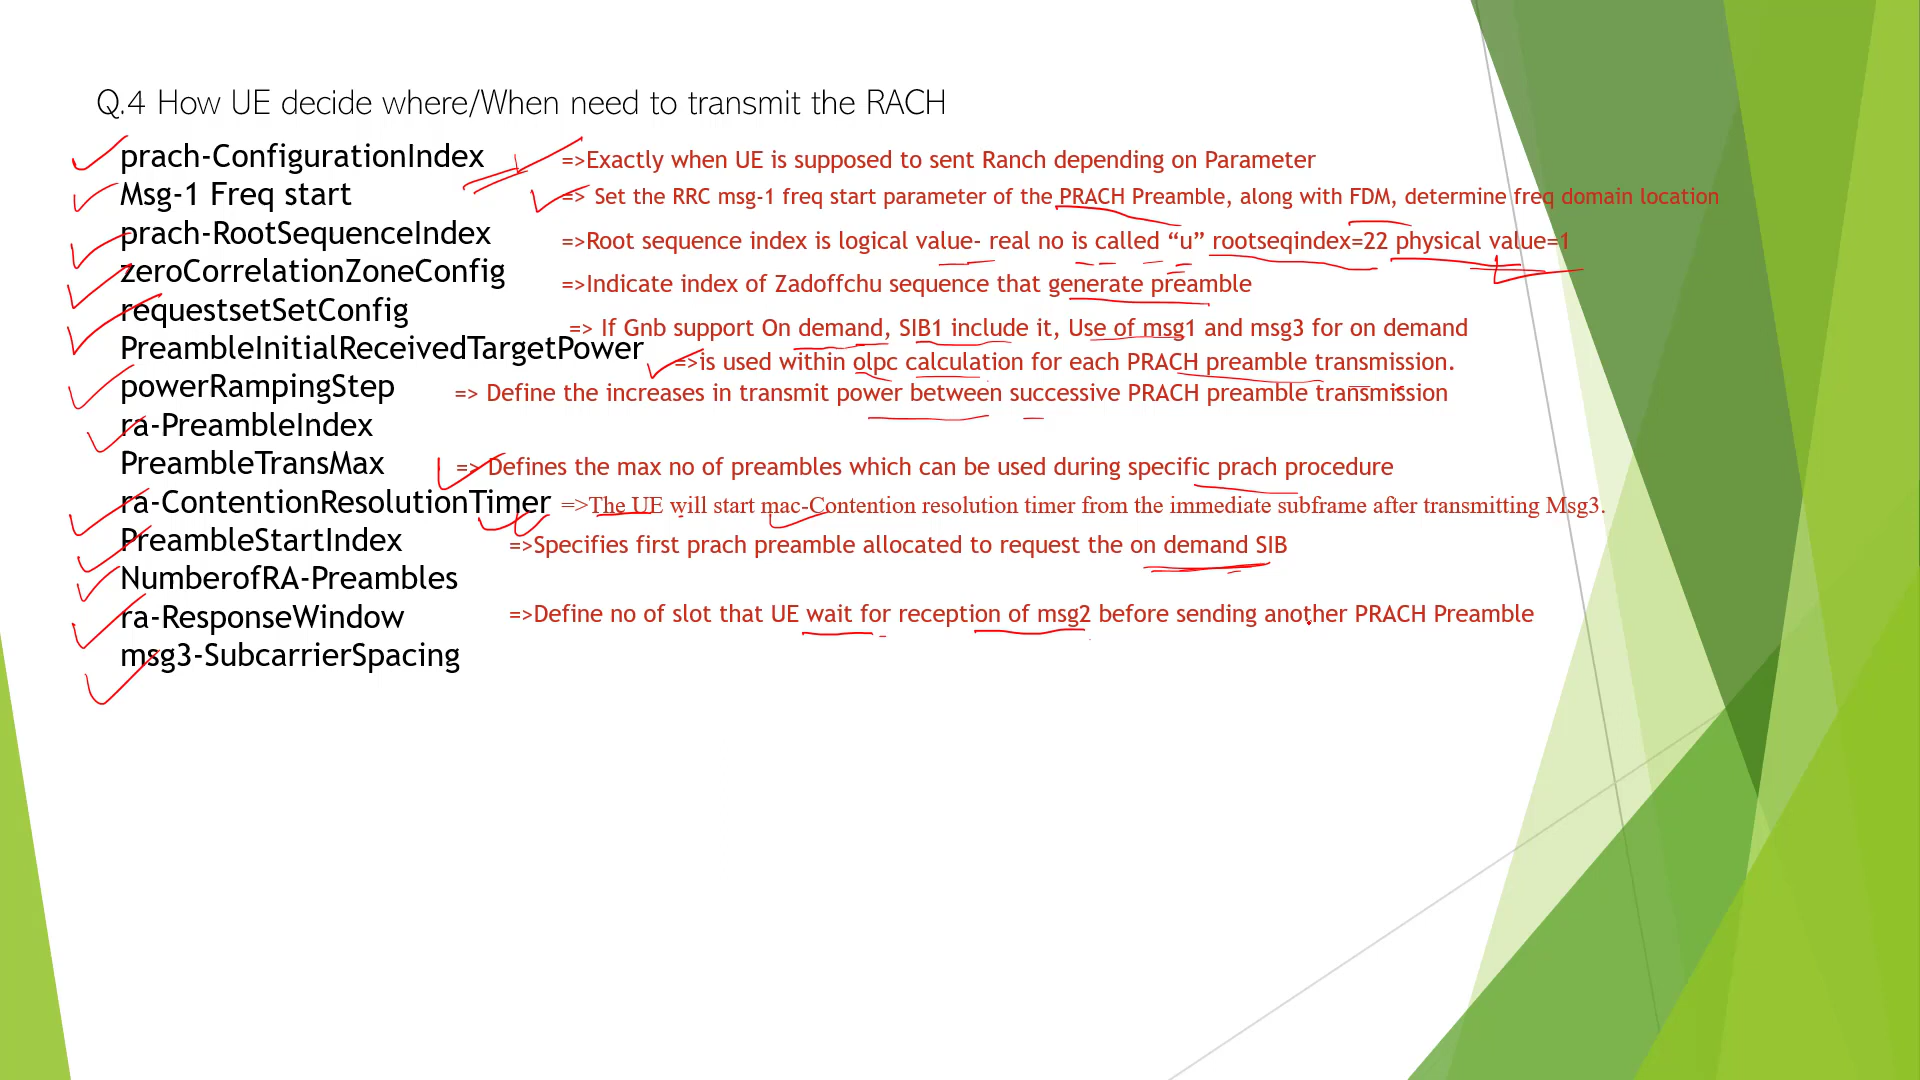 Q.4 How UE decide where/When need to transmit the RACH
prach-ConfigurationIndex =>Exactly when UE is supposed to sent Ranch depending on Parameter
Msg-1 Freq start => Set the RRC msg-1 freq start parameter of the PRACH Preamble, along with FDM, determine freq domain location
prach-RootSequenceIndex =>Root sequence index is logical value- real no is called “u” rootseqindex=22 physical value=1
zeroCorrelationZoneConfig =>Indicate index of Zadoffchu sequence that generate preamble
requestsetSetConfig => If Gnb support On demand, SIB1 include it, Use of msg1 and msg3 for on demand
PreambleInitialReceivedTargetPower =>is used within olpc calculation for each PRACH preamble transmission.
powerRampingStep => Define the increases in transmit power between successive PRACH preamble transmission
ra-PreambleIndex
PreambleTransMax => Defines the max no of preambles which can be used during specific prach procedure
ra-ContentionResolutionTimer =>The UE will start mac-Contention resolution timer from the immediate subframe after transmitting Msg3.
PreambleStartIndex =>Specifies first prach preamble allocated to request the on demand SIB
NumberofRA-Preambles
ra-ResponseWindow =>Define no of slot that UE wait for reception of msg2 before sending another PRACH Preamble
msg3-SubcarrierSpacing